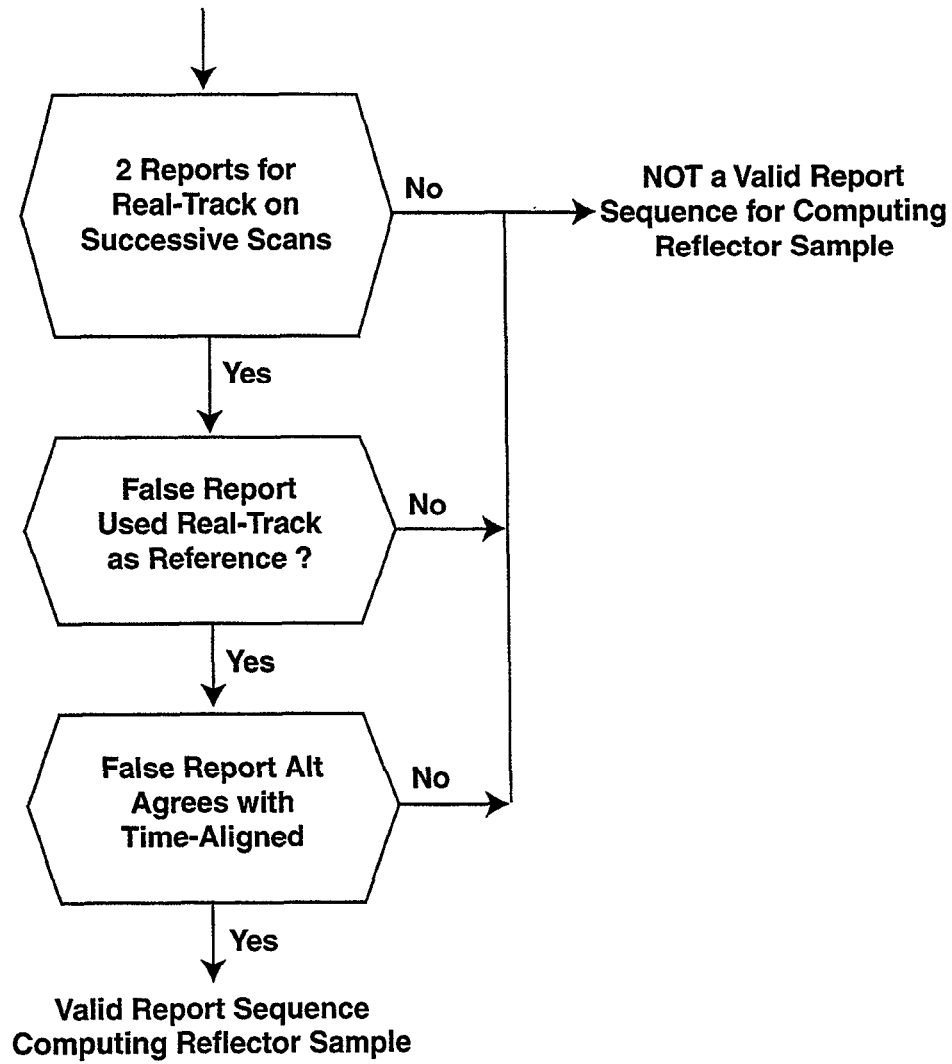 2 Reports for
Real-Track on
Successive Scans
No
NOT a Valid Report
Sequence for Computing
Reflector Sample
Yes
False Report
Used Real-Track
as Reference ?
No
Yes
False Report Alt
Agrees with
Time-Aligned
No
Yes
Valid Report Sequence
Computing Reflector Sample